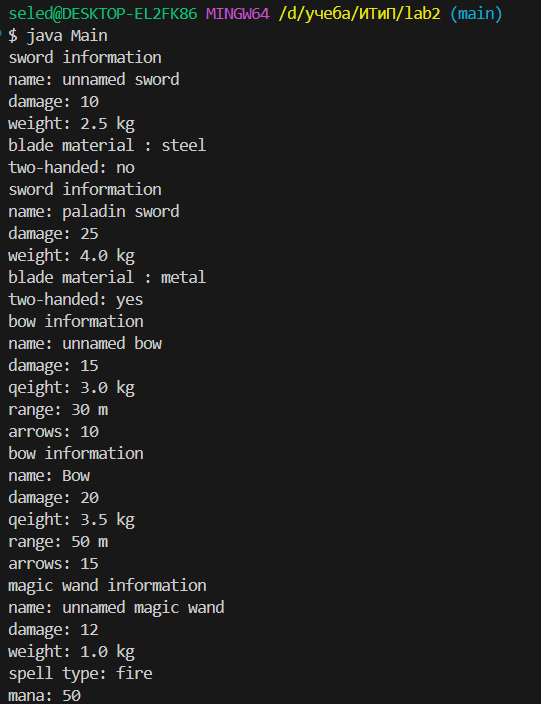 seled@DESKTOP-EL2FK86 MINGW64 /d/учеба/ИТиП/lab2 (main)
$ java Main
sword information
name: unnamed sword
damage: 10
weight: 2.5 kg
blade material : steel
two-handed: no
sword information
name: paladin sword
damage: 25
weight: 4.0 kg
blade material : metal
two-handed: yes
bow information
name: unnamed bow
damage: 15
qeight: 3.0 kg
range: 30 m
arrows: 10
bow information
name: Bow
damage: 20
qeight: 3.5 kg
range: 50 m
arrows: 15
magic wand information
name: unnamed magic wand
damage: 12
weight: 1.0 kg
spell type: fire
mana: 50